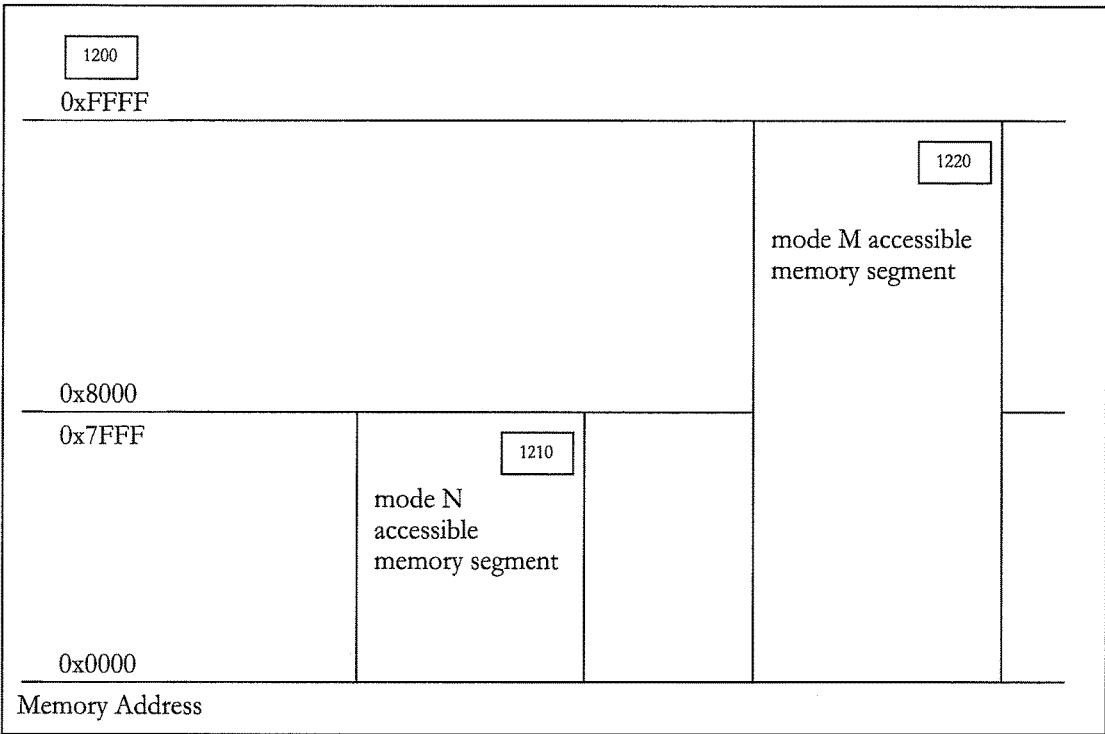 1200
0xFFFF
1220
mode M accessible
memory segment
0x8000
0x7FFF
1210
mode N
accessible
memory segment
0x0000
Memory Address